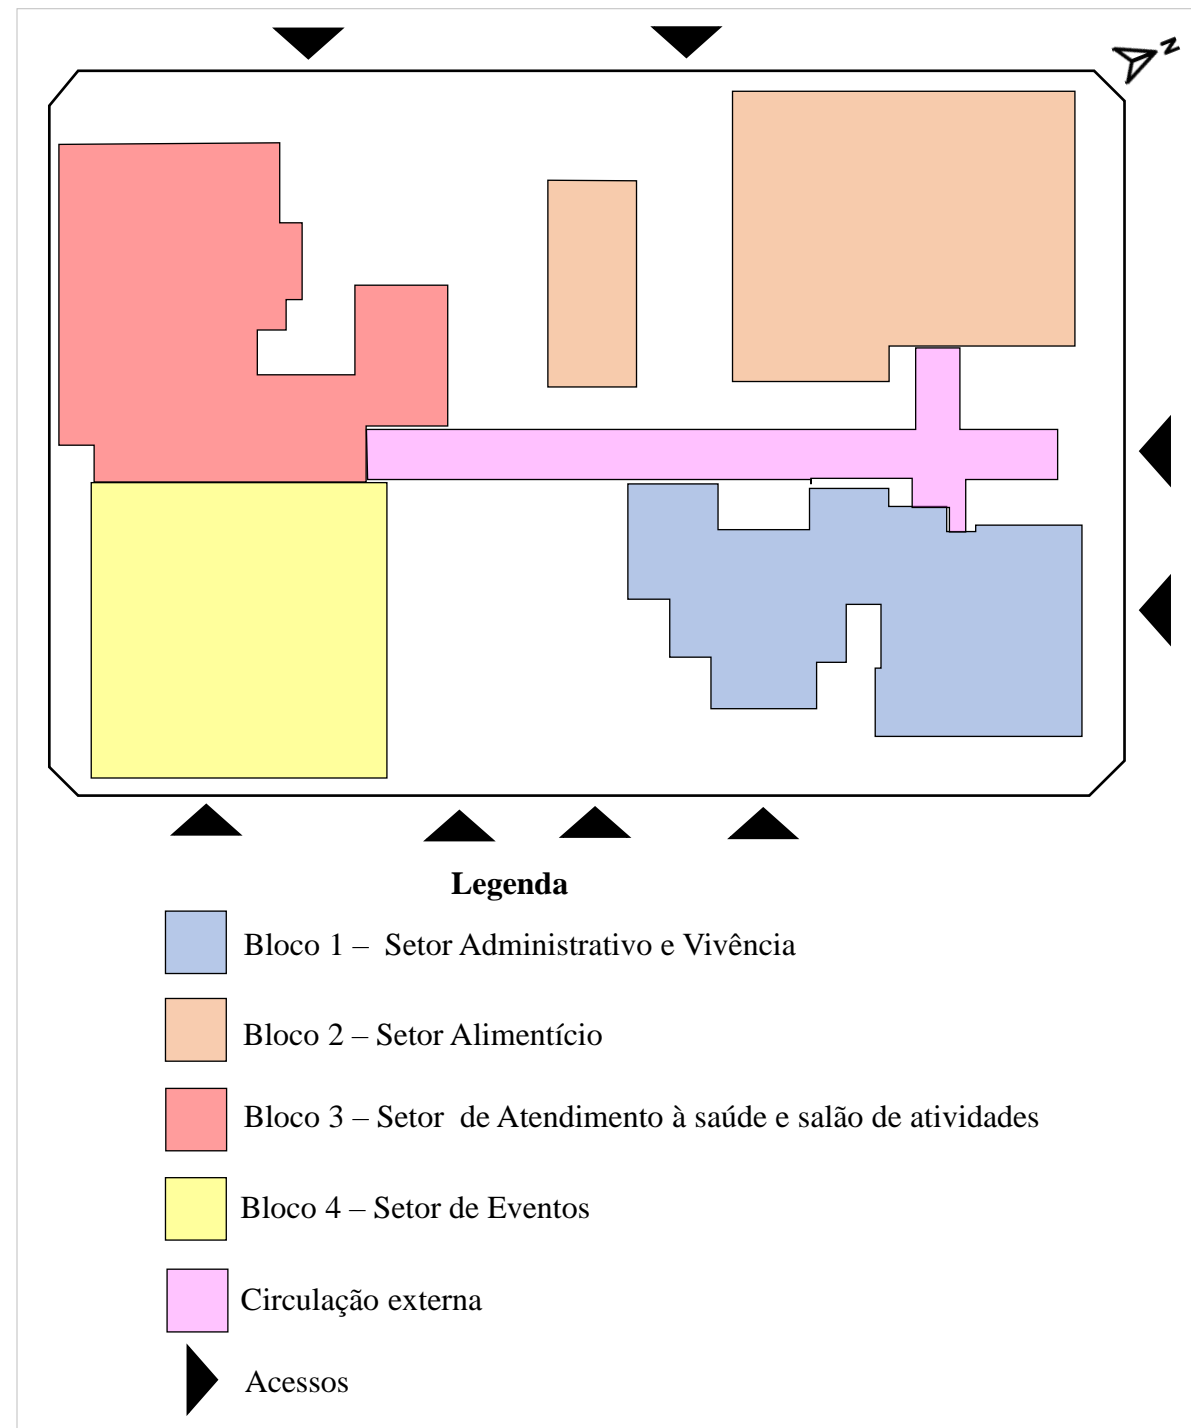 N
Legenda
Bloco 1 – Setor Administrativo e Vivência
Bloco 2 – Setor Alimentício
Bloco 3 – Setor de Atendimento à saúde e salão de atividades
Bloco 4 – Setor de Eventos
Circulação externa
Acessos